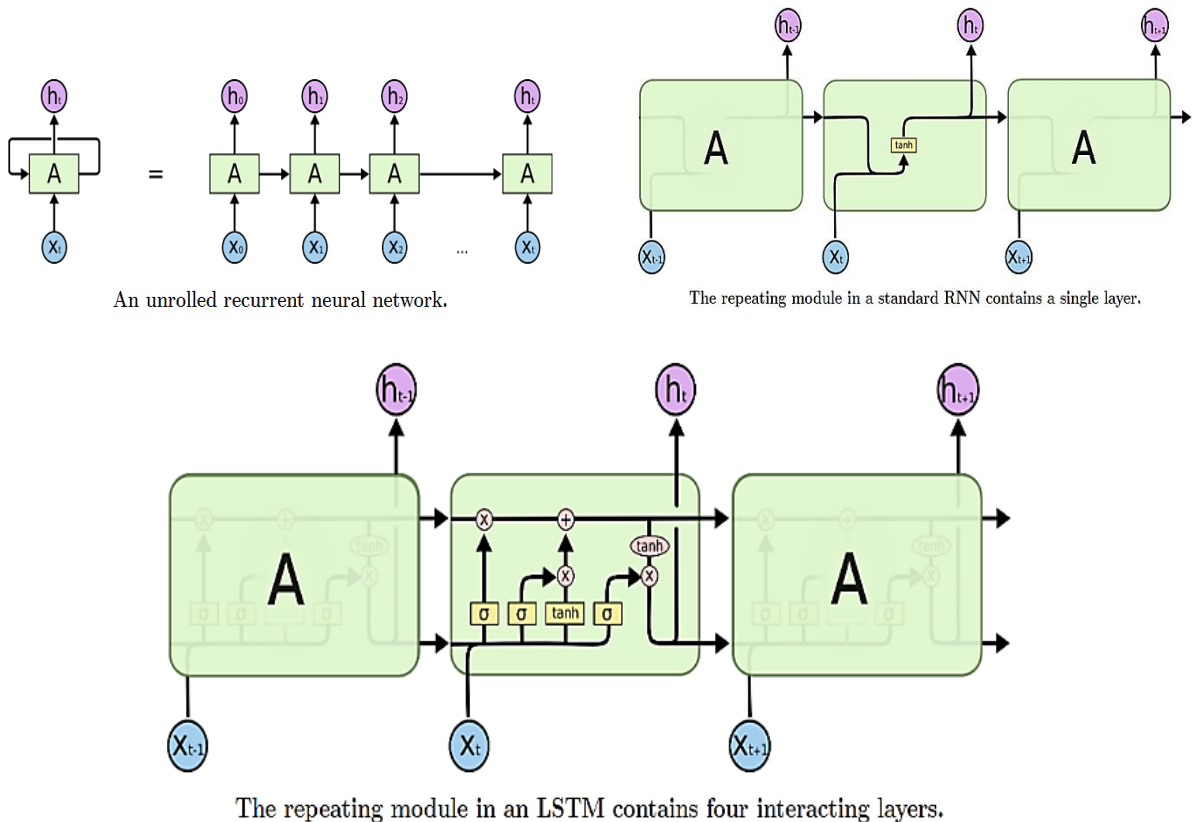 hₜ
A
Xₜ
=
h₀ h₁ h₂ hₜ
A A A A
X₀ X₁ X₂ ... Xₜ
An unrolled recurrent neural network.
hₜ₋₁ hₜ hₜ₊₁
A tanh A
Xₜ₋₁ Xₜ Xₜ₊₁
The repeating module in a standard RNN contains a single layer.
hₜ₋₁ hₜ hₜ₊₁
x + x + x +
tanh tanh tanh
x x x x
A A
σ σ σ σ σ tanh σ σ σ σ
Xₜ₋₁ Xₜ Xₜ₊₁
The repeating module in an LSTM contains four interacting layers.